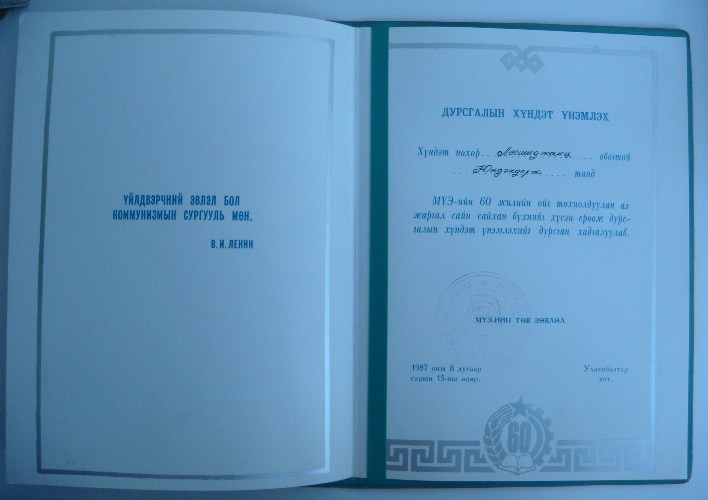 ҮЙЛДВЭРЧНИЙ ЭВЛЭЛ БОЛ
КОММУНИЗМЫН СУРГУУЛЬ МӨН.
В. И. ЛЕНИН
ДУРСГАЛЫН ХҮНДЭТ ҮНЭМЛЭХ
Хүндэт нөхөр овогтой
танд
МҮЭ-ийн 60 жилийн ойг тохиолдуулан аз
жаргал сайн сайхан бүхнийг хүсэн ерөөж дурс-
галын хүндэт үнэмлэхийг дурсган хадгалуулав.
МҮЭ-ИЙН ТӨВ ЗӨВЛӨЛ
1987 оны 8 дугаар
сарын 15-ны өдөр.
Улаанбаатар
хот.
60